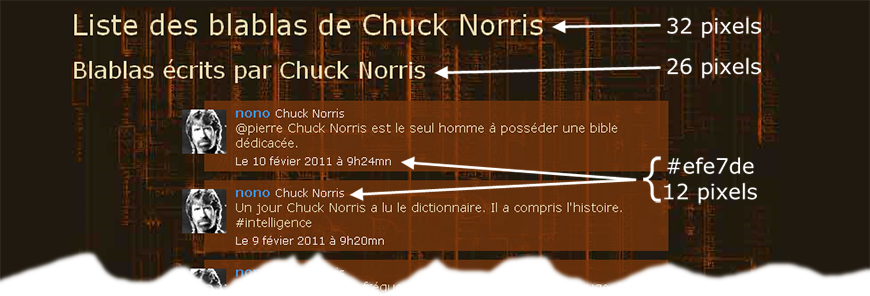 Liste des blablas de Chuck Norris
32 pixels
Blablas écrits par Chuck Norris
26 pixels
nono Chuck Norris
@pierre Chuck Norris est le seul homme à posséder une bible
dédicacée.
Le 10 févier 2011 à 9h24mn
#efe7de
12 pixels
nono Chuck Norris
Un jour Chuck Norris a lu le dictionnaire. Il a compris l'histoire.
#intelligence
Le 9 févier 2011 à 9h20mn
nono Chuck Norris